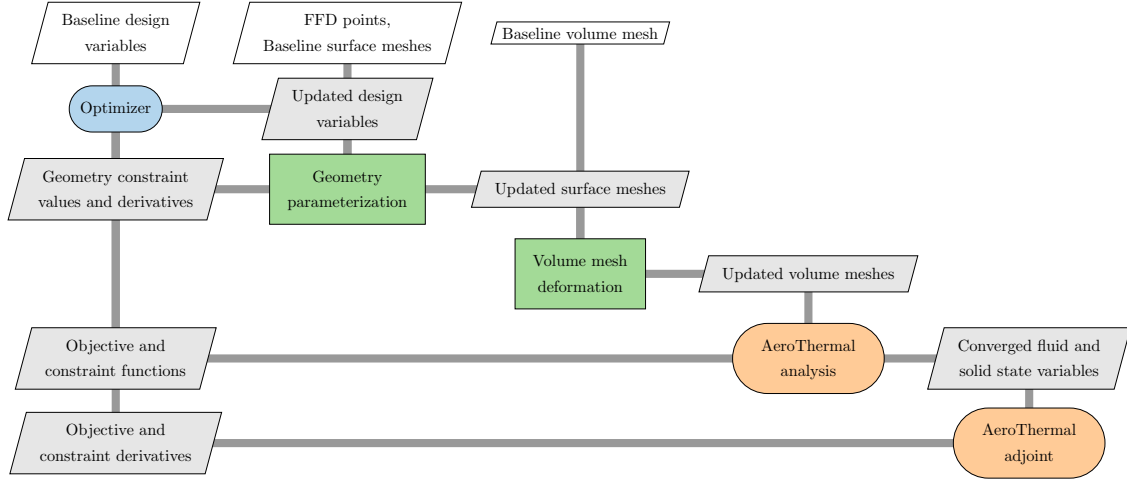 Baseline design
variables
FFD points,
Baseline surface meshes
Baseline volume mesh
Optimizer
Updated design
variables
Geometry constraint
values and derivatives
Geometry
parameterization
Updated surface meshes
Volume mesh
deformation
Updated volume meshes
Objective and
constraint functions
AeroThermal
analysis
Converged fluid and
solid state variables
Objective and
constraint derivatives
AeroThermal
adjoint